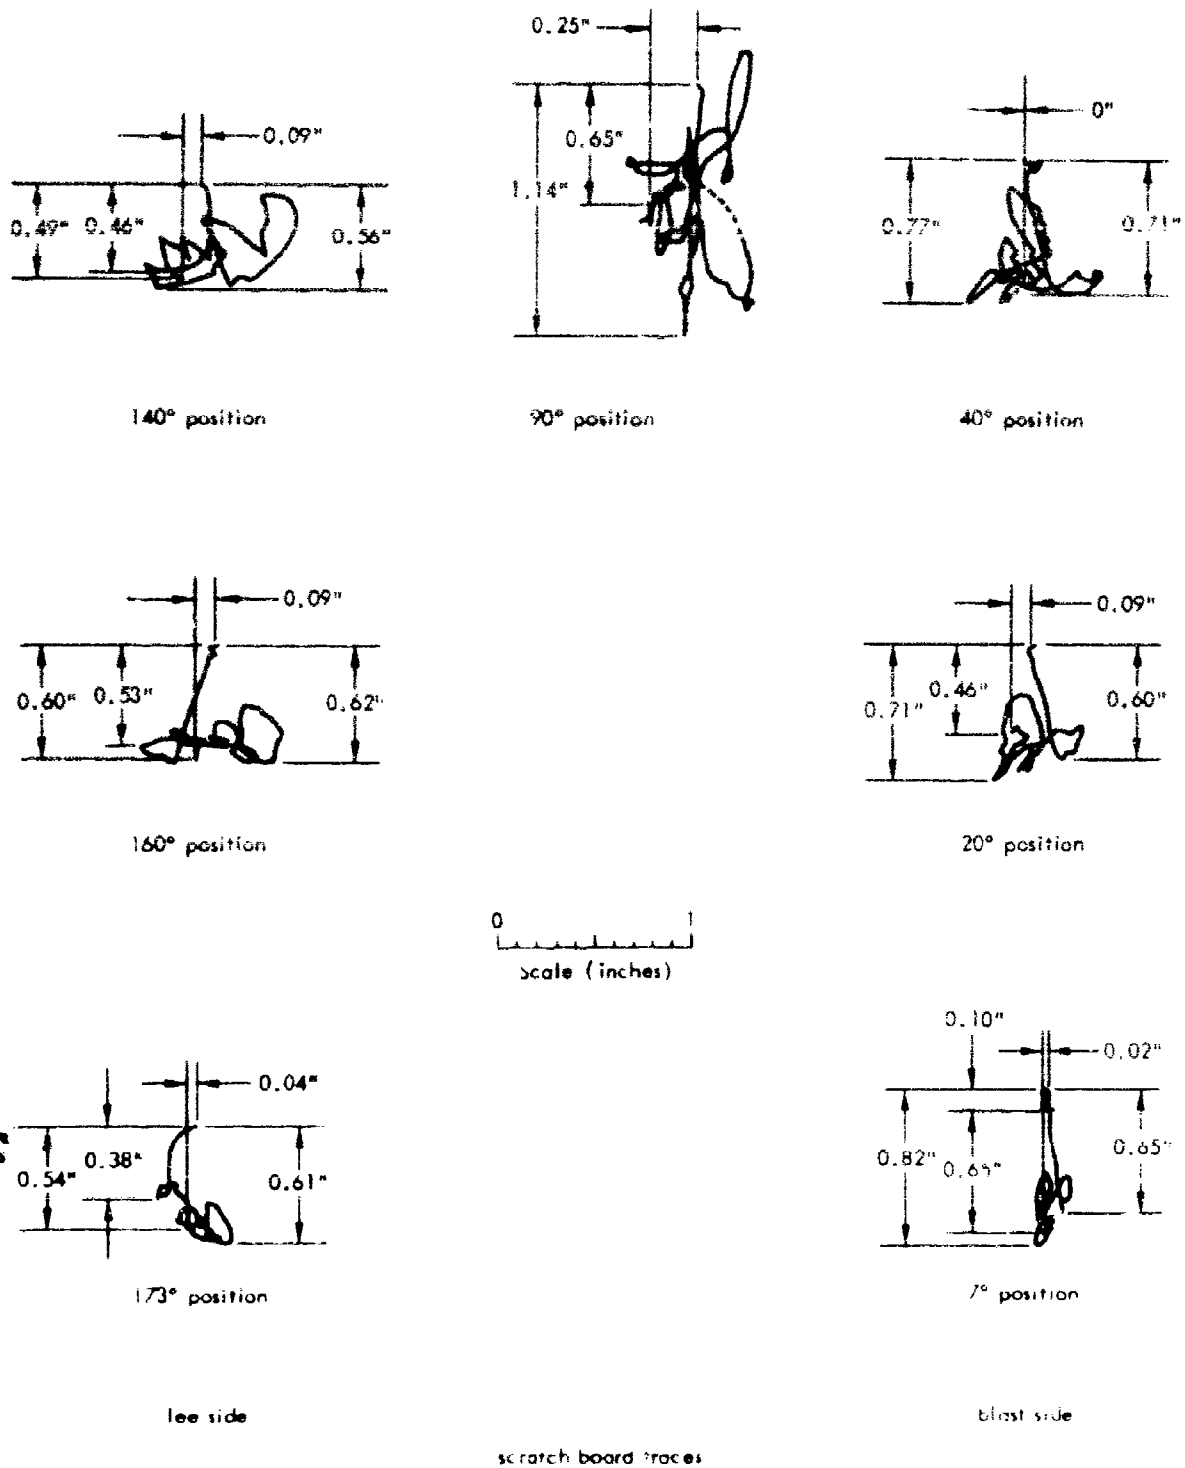 0.25"
0.09"
0"
0.65"
1.14"
0.49" 0.46"
0.56"
0.77"
0.71"
140° position
90° position
40° position
0.09"
0.09"
0.60" 0.53"
0.62"
0.71"
0.46"
0.60"
160° position
20° position
0 1
Scale (inches)
0.10"
0.04"
0.02"
0.54"
0.38"
0.61"
0.82"
0.65"
173° position
7° position
lee side
blast side
scratch board traces